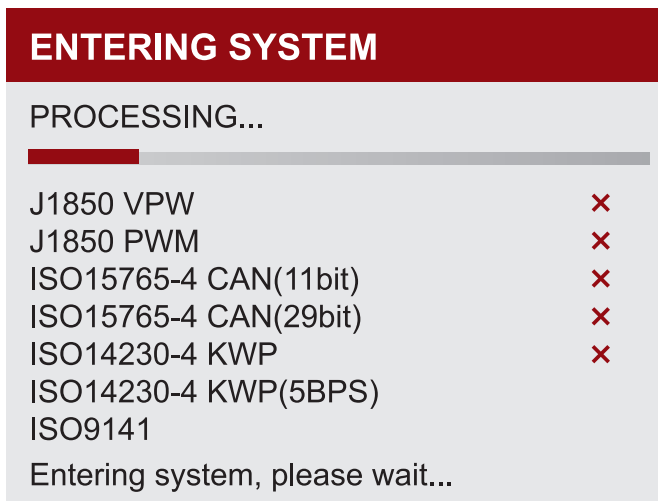 ENTERING SYSTEM
PROCESSING...
J1850 VPW ×
J1850 PWM ×
ISO15765-4 CAN(11bit) ×
ISO15765-4 CAN(29bit) ×
ISO14230-4 KWP ×
ISO14230-4 KWP(5BPS)
ISO9141
Entering system, please wait...